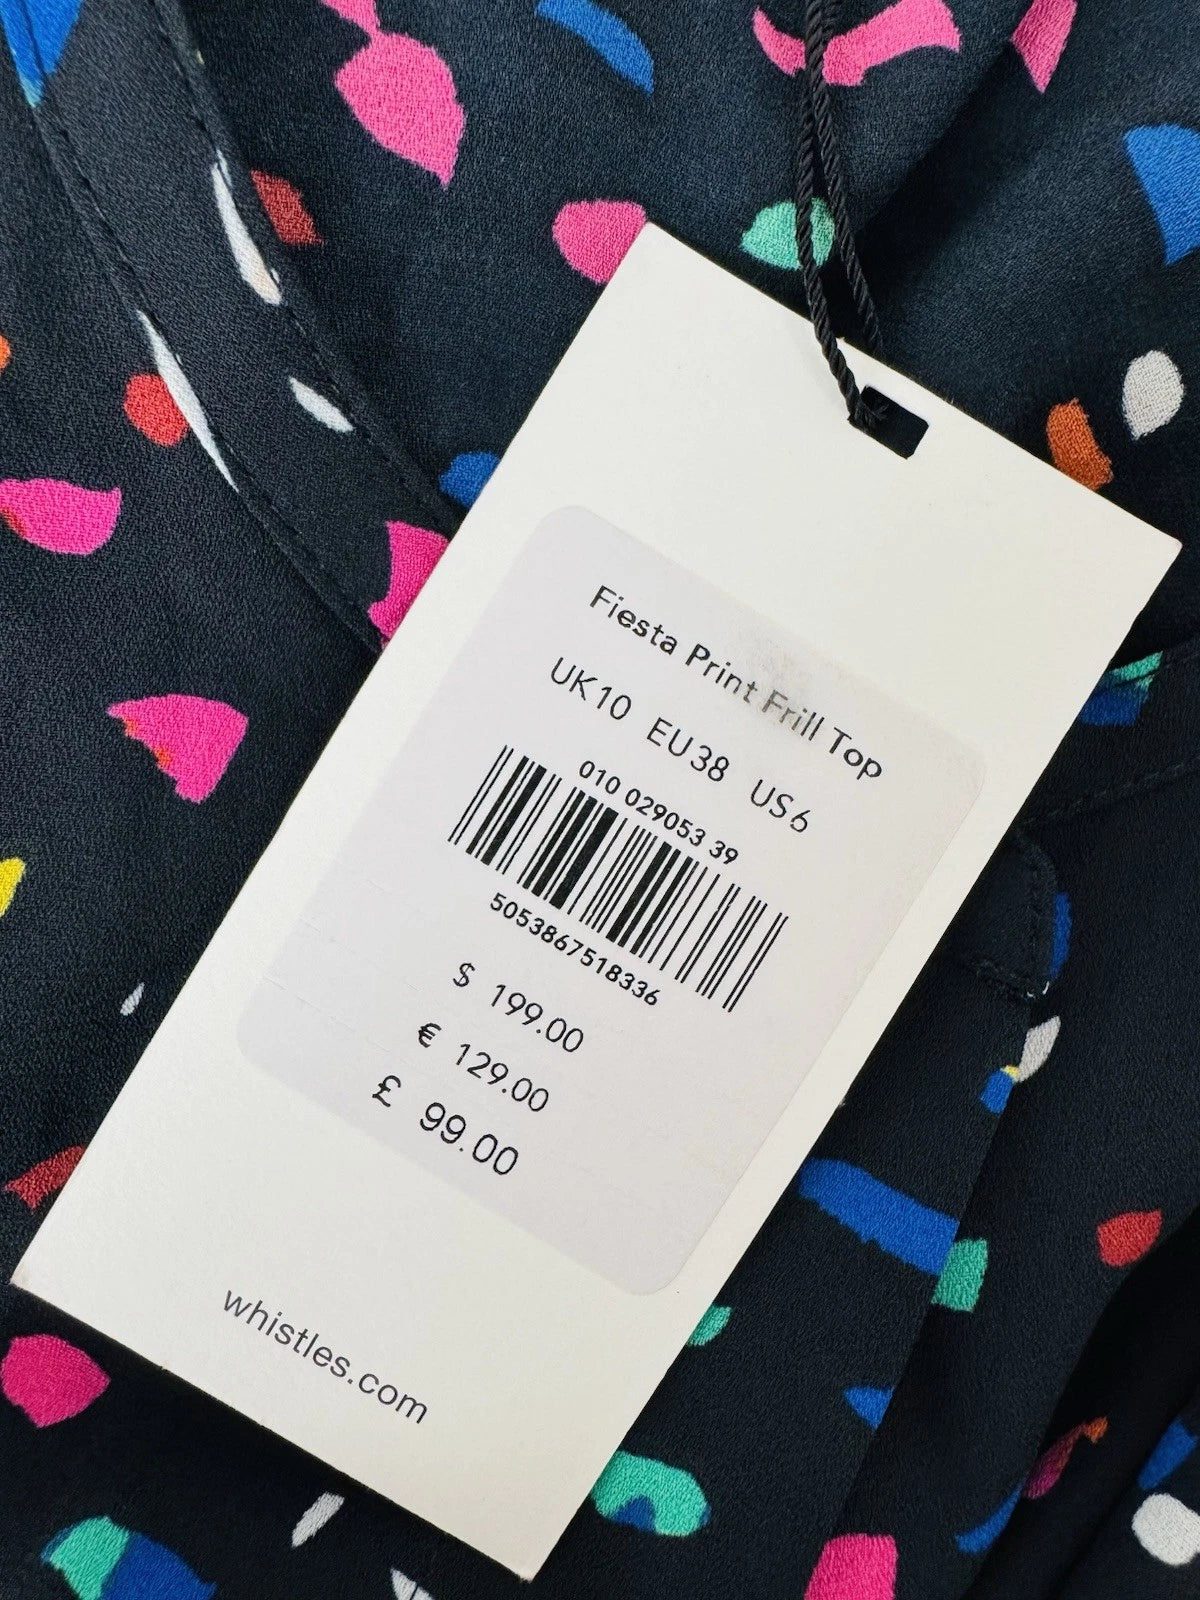 Fiesta Print Frill Top
UK10 EU38 US6
010 029053 39
5053867518336
$ 199.00
€ 129.00
£ 99.00
whistles.com